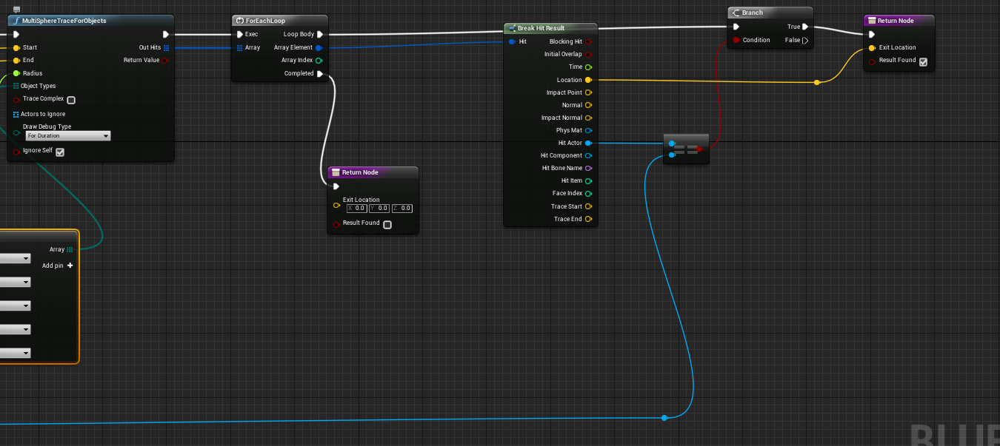 MultiSphereTraceForObjects
Start
Out Hits
End
Return Value
Radius
Object Types
Trace Complex
Actors to Ignore
Draw Debug Type
For Duration
Ignore Self
Array
Add pin
ForEachLoop
Exec
Loop Body
Array
Array Element
Array Index
Completed
Return Node
Exit Location
X 0.0 Y 0.0 Z 0.0
Result Found
Break Hit Result
Hit
Blocking Hit
Initial Overlap
Time
Location
Impact Point
Normal
Impact Normal
Phys Mat
Hit Actor
Hit Component
Hit Bone Name
Hit Item
Face Index
Trace Start
Trace End
==
Branch
True
Condition
False
Return Node
Exit Location
Result Found